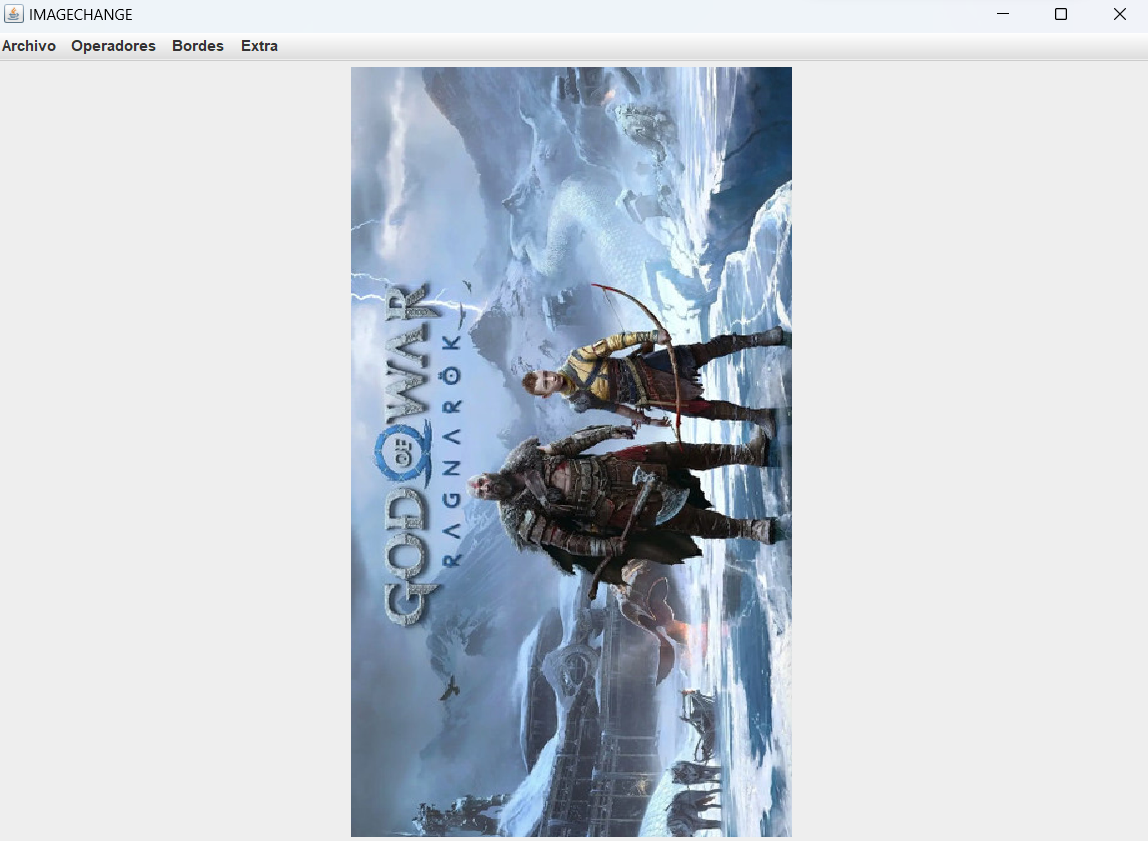 IMAGECHANGE
Archivo Operadores Bordes Extra
GOD OF WAR
RAGNARÖK